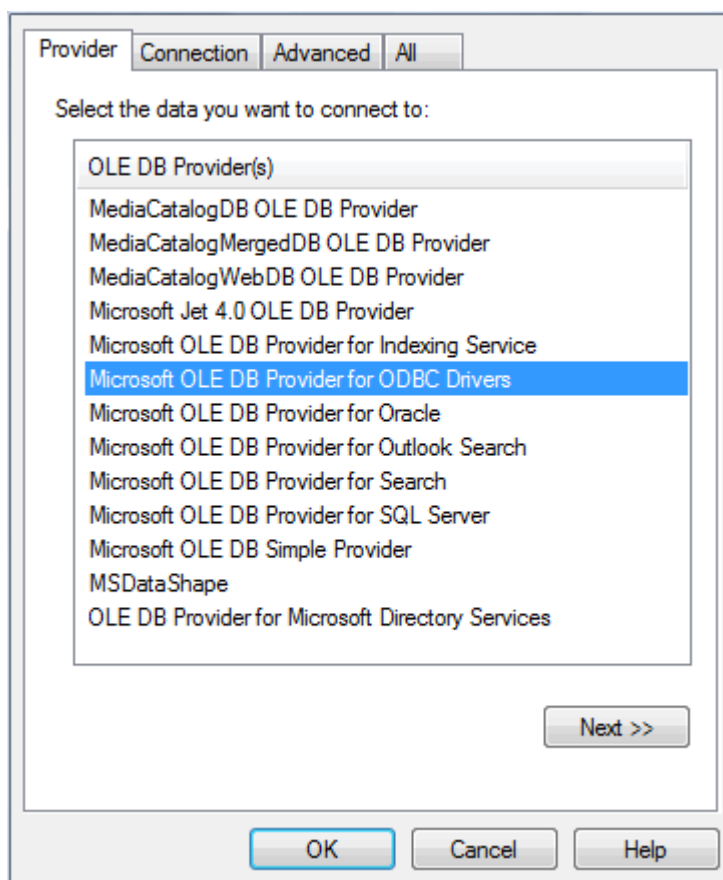 Provider Connection Advanced All
Select the data you want to connect to:
OLE DB Provider(s)
MediaCatalogDB OLE DB Provider
MediaCatalogMergedDB OLE DB Provider
MediaCatalogWebDB OLE DB Provider
Microsoft Jet 4.0 OLE DB Provider
Microsoft OLE DB Provider for Indexing Service
Microsoft OLE DB Provider for ODBC Drivers
Microsoft OLE DB Provider for Oracle
Microsoft OLE DB Provider for Outlook Search
Microsoft OLE DB Provider for Search
Microsoft OLE DB Provider for SQL Server
Microsoft OLE DB Simple Provider
MSDataShape
OLE DB Provider for Microsoft Directory Services
Next >>
OK Cancel Help